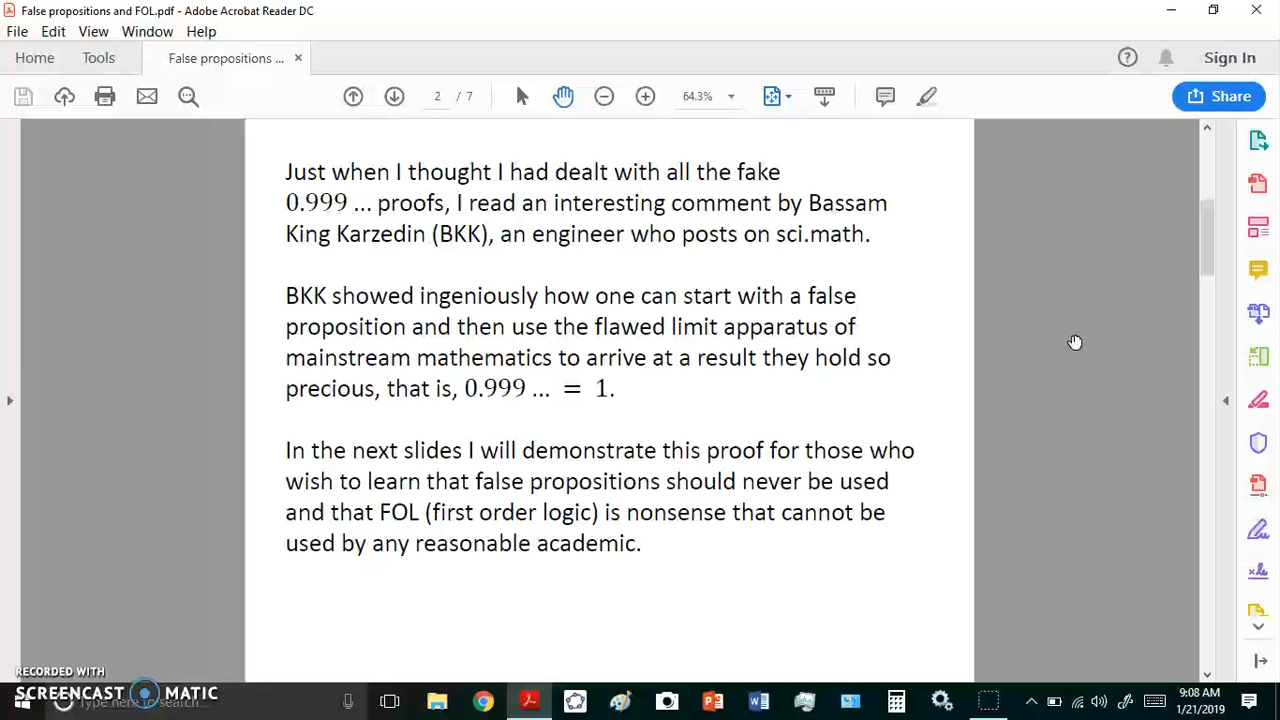 False propositions and FOL.pdf - Adobe Acrobat Reader DC
File Edit View Window Help
Home Tools False propositions ... ×
Sign In
2 / 7
64.3%
Share
Just when I thought I had dealt with all the fake
0.999 ... proofs, I read an interesting comment by Bassam
King Karzedin (BKK), an engineer who posts on sci.math.
BKK showed ingeniously how one can start with a false
proposition and then use the flawed limit apparatus of
mainstream mathematics to arrive at a result they hold so
precious, that is, 0.999 ... = 1.
In the next slides I will demonstrate this proof for those who
wish to learn that false propositions should never be used
and that FOL (first order logic) is nonsense that cannot be
used by any reasonable academic.
RECORDED WITH
SCREENCAST MATIC
Type here to search
9:08 AM
1/21/2019